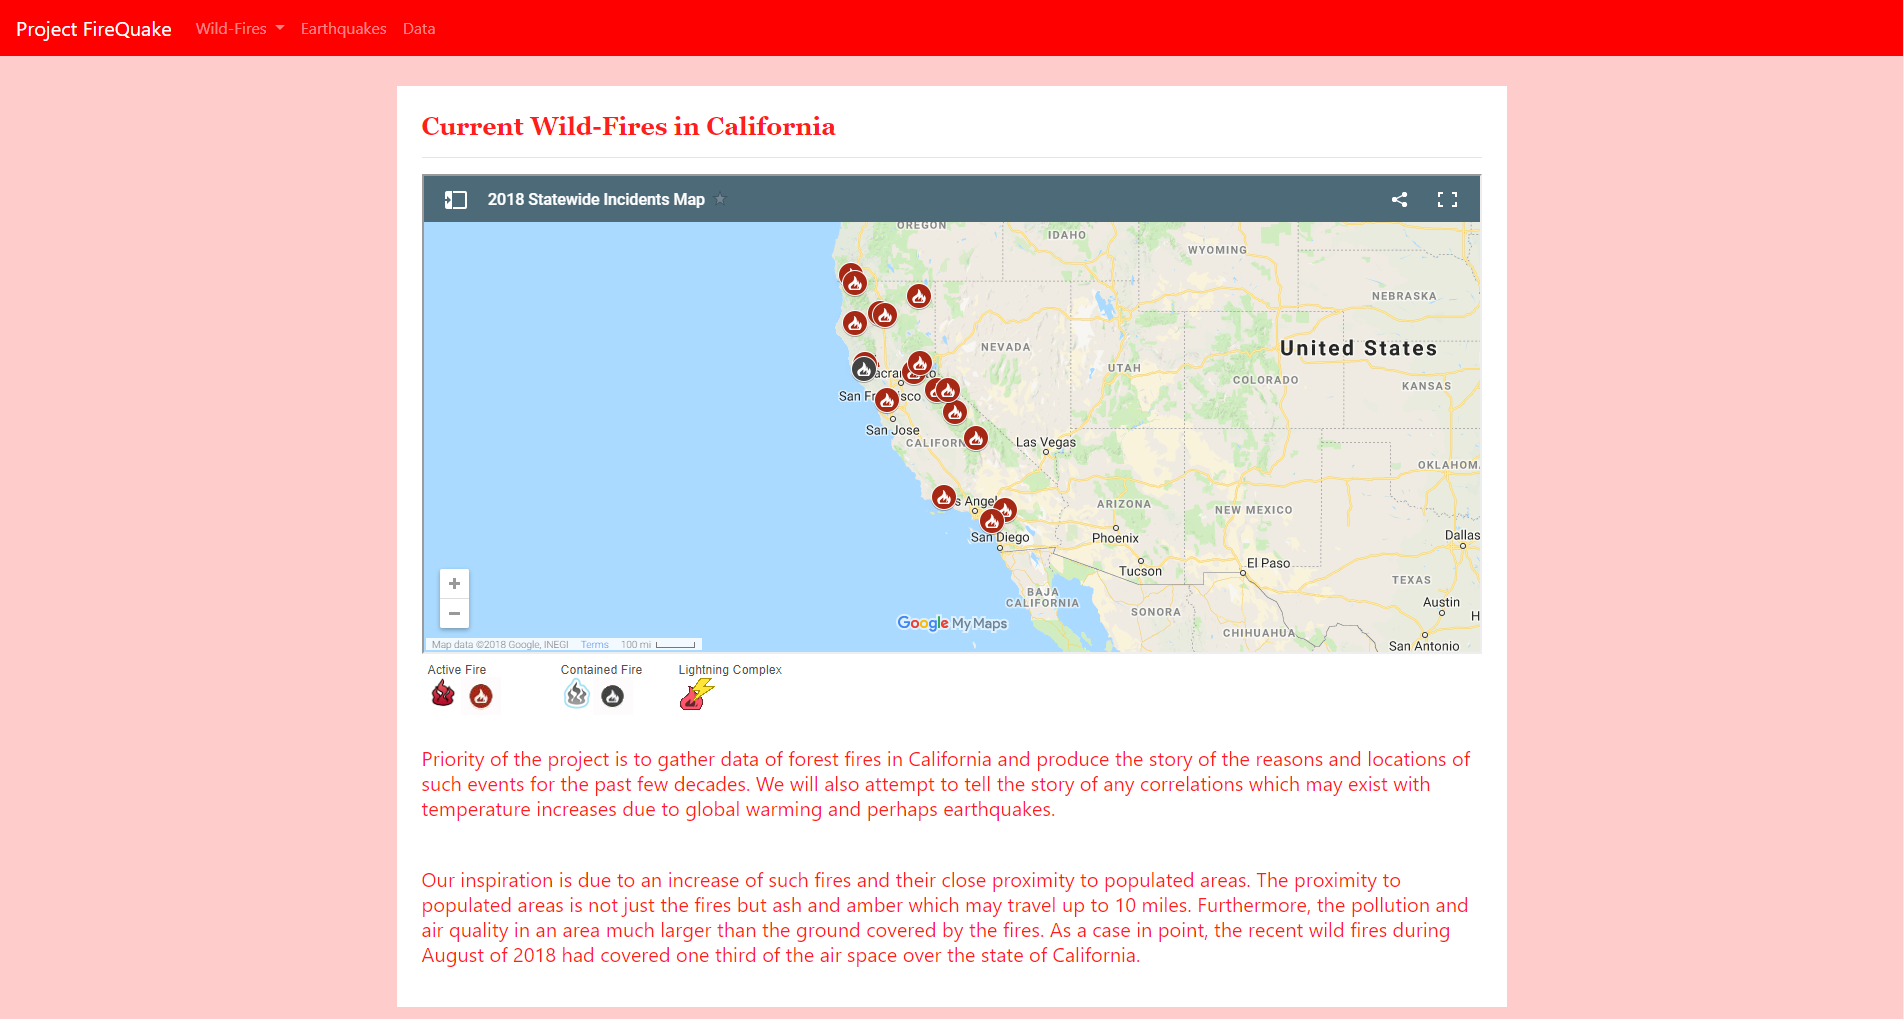 Project FireQuake Wild-Fires Earthquakes Data
Current Wild-Fires in California
2018 Statewide Incidents Map
OREGON
IDAHO
WYOMING
NEBRASKA
NEVADA
United States
UTAH
COLORADO
KANSAS
San Jose
Las Vegas
OKLAHOM
ARIZONA
NEW MEXICO
San Diego
Phoenix
Dallas
Tucson
El Paso
TEXAS
BAJA
CALIFORNIA
SONORA
Austin
H
CHIHUAHUA
San Antonio
Google My Maps
Map data ©2018 Google, INEGI Terms 100 mi
Active Fire Contained Fire Lightning Complex
Priority of the project is to gather data of forest fires in California and produce the story of the reasons and locations of
such events for the past few decades. We will also attempt to tell the story of any correlations which may exist with
temperature increases due to global warming and perhaps earthquakes.
Our inspiration is due to an increase of such fires and their close proximity to populated areas. The proximity to
populated areas is not just the fires but ash and amber which may travel up to 10 miles. Furthermore, the pollution and
air quality in an area much larger than the ground covered by the fires. As a case in point, the recent wild fires during
August of 2018 had covered one third of the air space over the state of California.